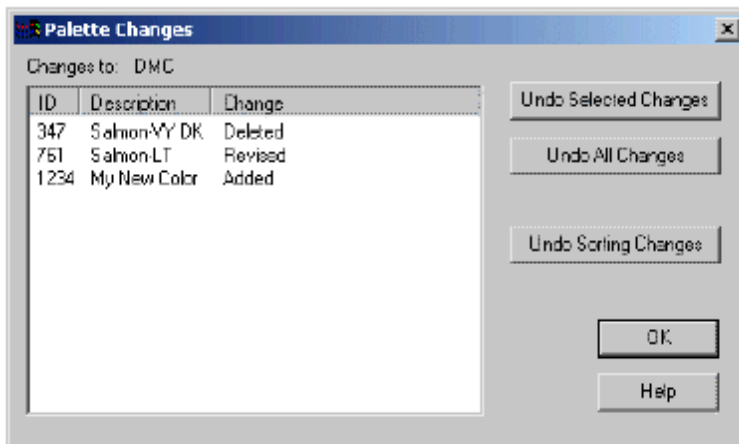 Palette Changes
Changes to: DMC
ID Description Change
347 Salmon-VY DK Deleted
761 Salmon-LT Revised
1234 My New Color Added
Undo Selected Changes
Undo All Changes
Undo Sorting Changes
OK
Help